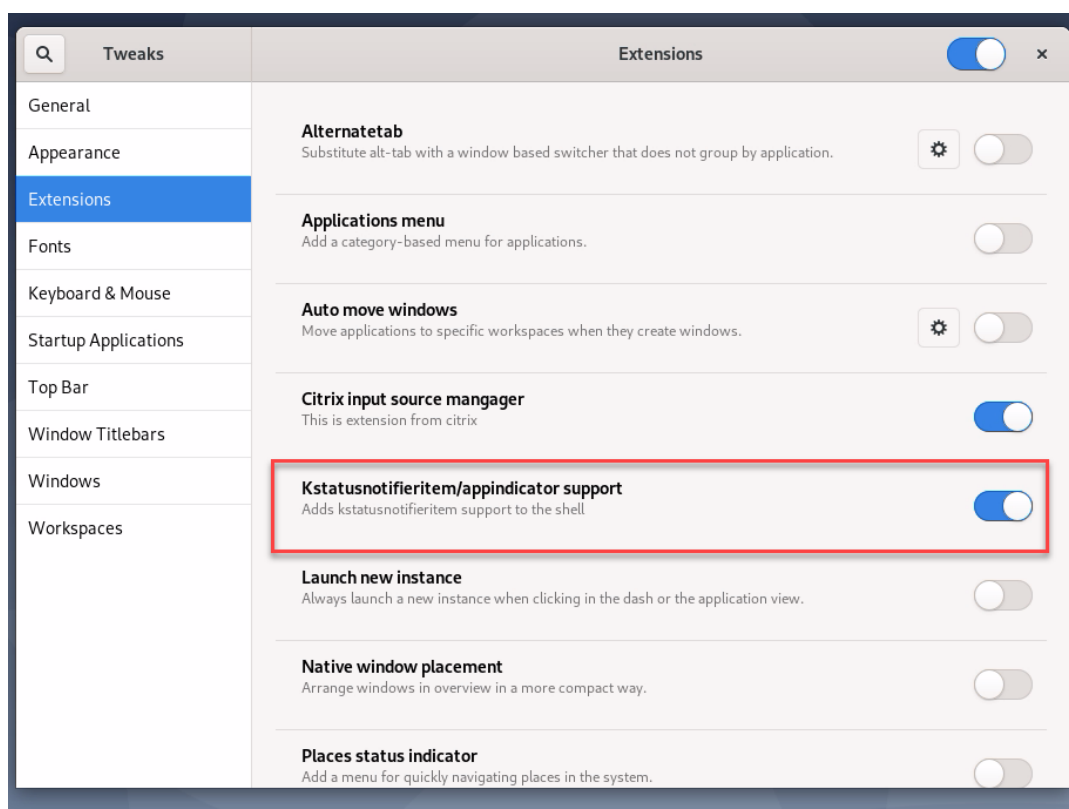 Tweaks
Extensions
General
Appearance
Extensions
Fonts
Keyboard & Mouse
Startup Applications
Top Bar
Window Titlebars
Windows
Workspaces
Alternatetab
Substitute alt-tab with a window based switcher that does not group by application.
Applications menu
Add a category-based menu for applications.
Auto move windows
Move applications to specific workspaces when they create windows.
Citrix input source mangager
This is extension from citrix
Kstatusnotifieritem/appindicator support
Adds kstatusnotifieritem support to the shell
Launch new instance
Always launch a new instance when clicking in the dash or the application view.
Native window placement
Arrange windows in overview in a more compact way.
Places status indicator
Add a menu for quickly navigating places in the system.